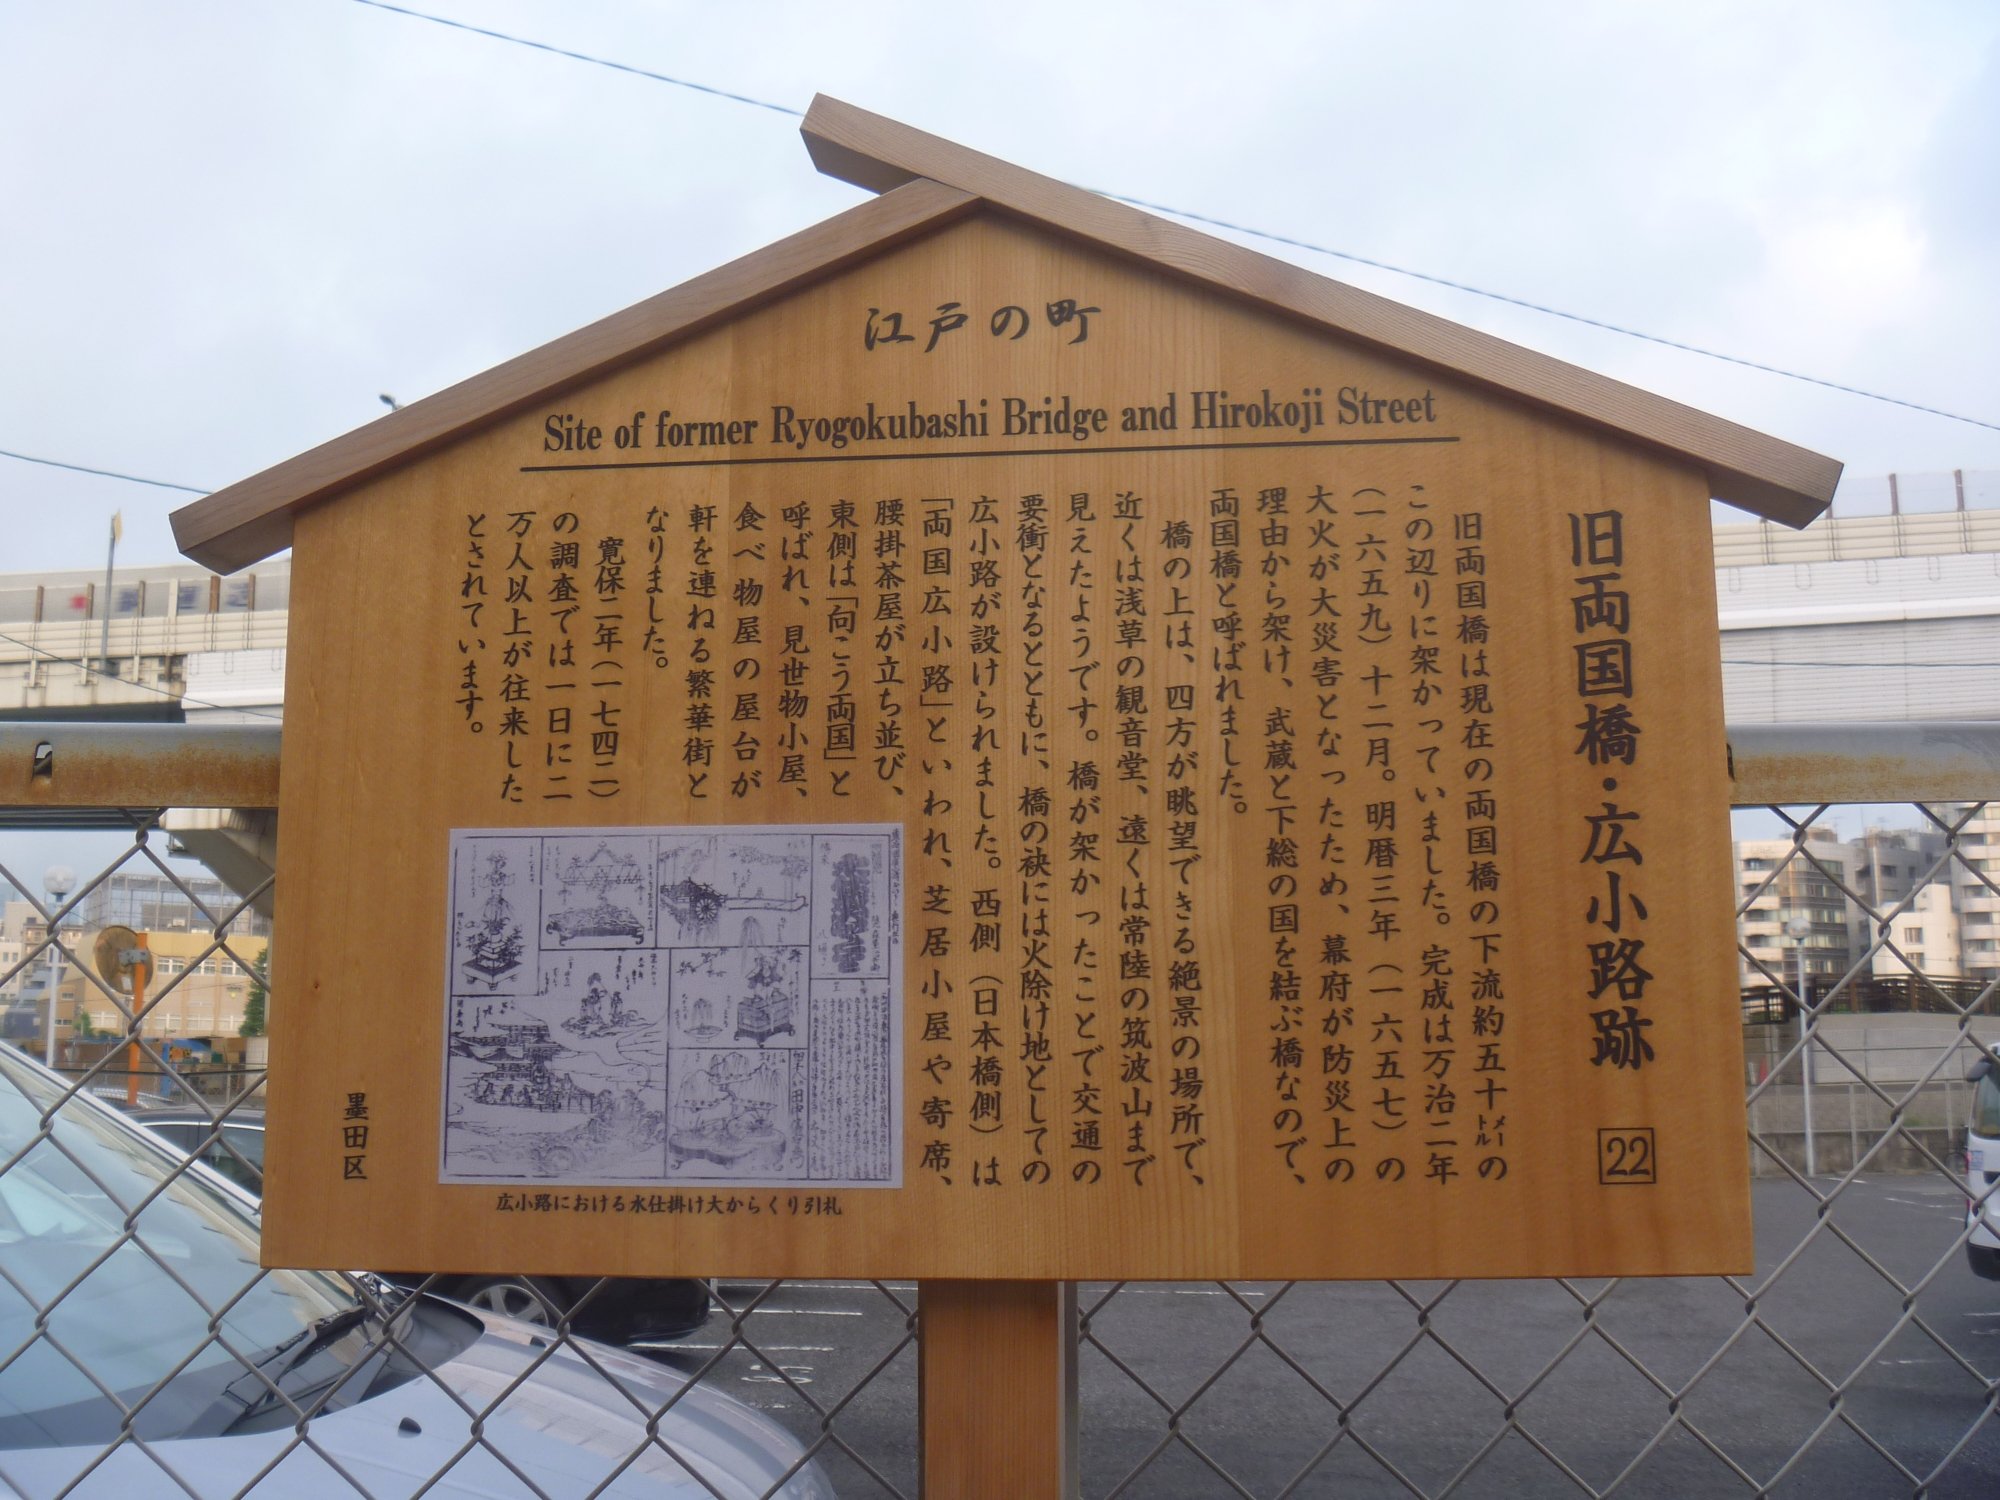 江戸の町
Site of former Ryogokubashi Bridge and Hirokoji Street
旧両国橋・広小路跡
22
旧両国橋は現在の両国橋の下流約五十メートルの
この辺りに架かっていました。完成は万治二年
(一六五九)十二月。明暦三年(一六五七)の
大火が大災害となったため、幕府が防災上の
理由から架け、武蔵と下総の国を結ぶ橋なので、
両国橋と呼ばれました。
橋の上は、四方が眺望できる絶景の場所で、
近くは浅草の観音堂、遠くは常陸の筑波山まで
見えたようです。橋が架かったことで交通の
要衝となるとともに、橋の袂には火除け地としての
広小路が設けられました。西側(日本橋側)は
「両国広小路」といわれ、芝居小屋や寄席、
腰掛茶屋が立ち並び、
東側は「向こう両国」と
呼ばれ、見世物小屋、
食べ物屋の屋台が
軒を連ねる繁華街と
なりました。
寛保二年(一七四二)
の調査では一日に二
万人以上が往来した
とされています。
広小路における水仕掛け大からくり引札
墨田区